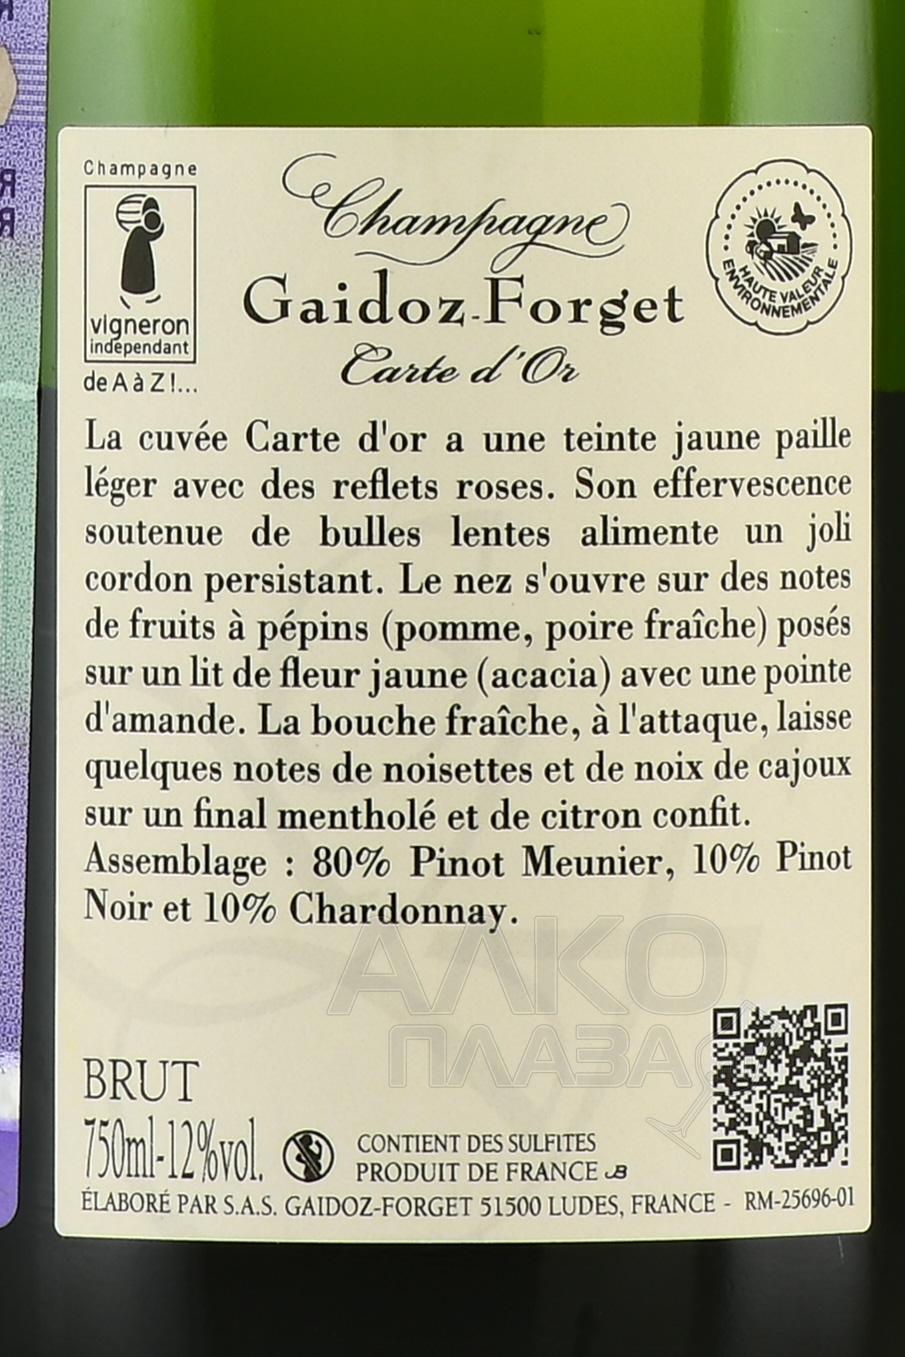 Champagne
vigneron
indépendant
de A à Z !...
Champagne
Gaidoz-Forget
Carte d'Or
HAUTE VALEUR
ENVIRONNEMENTALE
La cuvée Carte d'or a une teinte jaune paille
léger avec des reflets roses. Son effervescence
soutenue de bulles lentes alimente un joli
cordon persistant. Le nez s'ouvre sur des notes
de fruits à pépins (pomme, poire fraîche) posés
sur un lit de fleur jaune (acacia) avec une pointe
d'amande. La bouche fraîche, à l'attaque, laisse
quelques notes de noisettes et de noix de cajoux
sur un final mentholé et de citron confit.
Assemblage : 80% Pinot Meunier, 10% Pinot
Noir et 10% Chardonnay.
АЛКО
ПЛАЗА
BRUT
750ml-12%vol.
CONTIENT DES SULFITES
PRODUIT DE FRANCE
ÉLABORÉ PAR S.A.S. GAIDOZ-FORGET 51500 LUDES, FRANCE - RM-25696-01